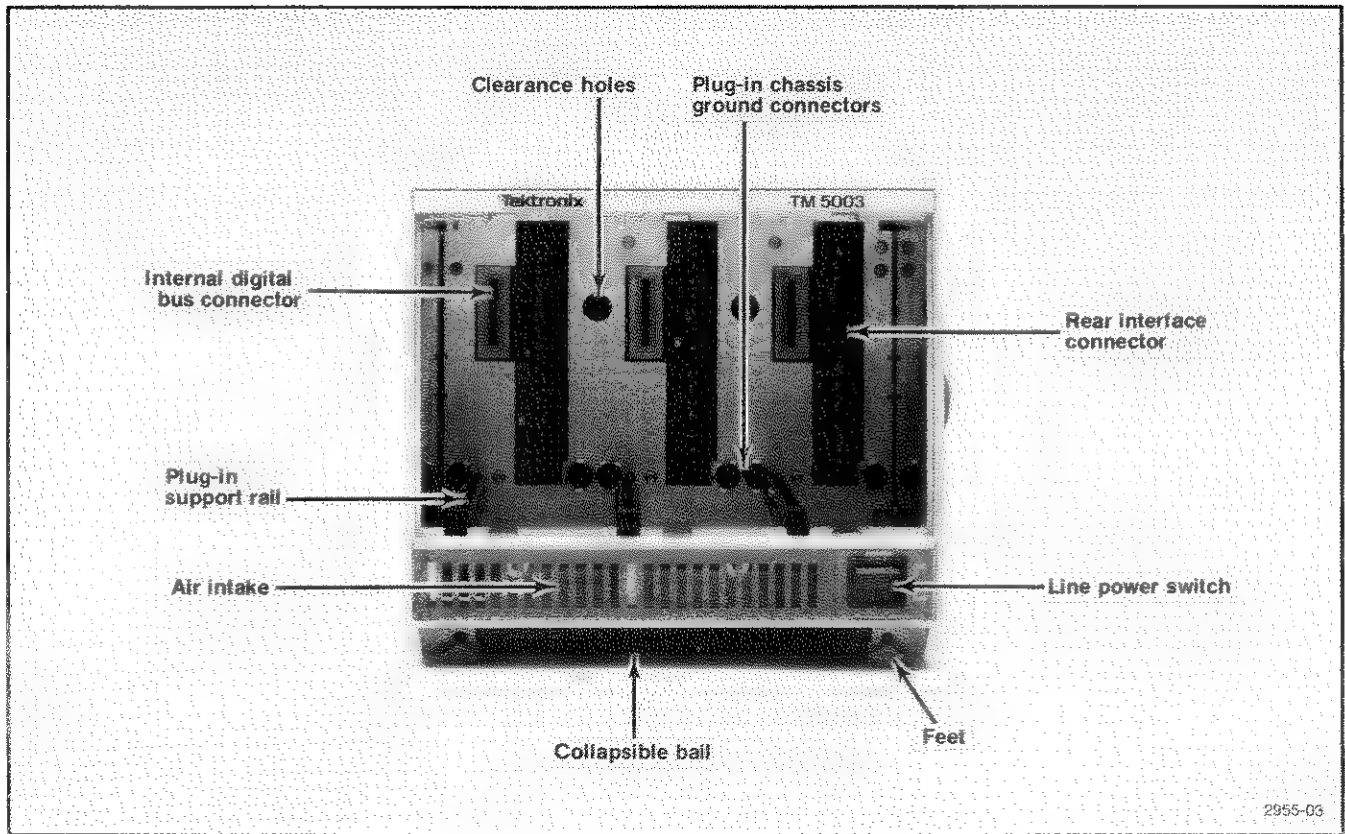 Clearance holes
Plug-in chassis
ground connectors
Tektronix
TM 5003
Internal digital
bus connector
Rear interface
connector
Plug-in
support rail
Air intake
Line power switch
Collapsible bail
Feet
2955-03